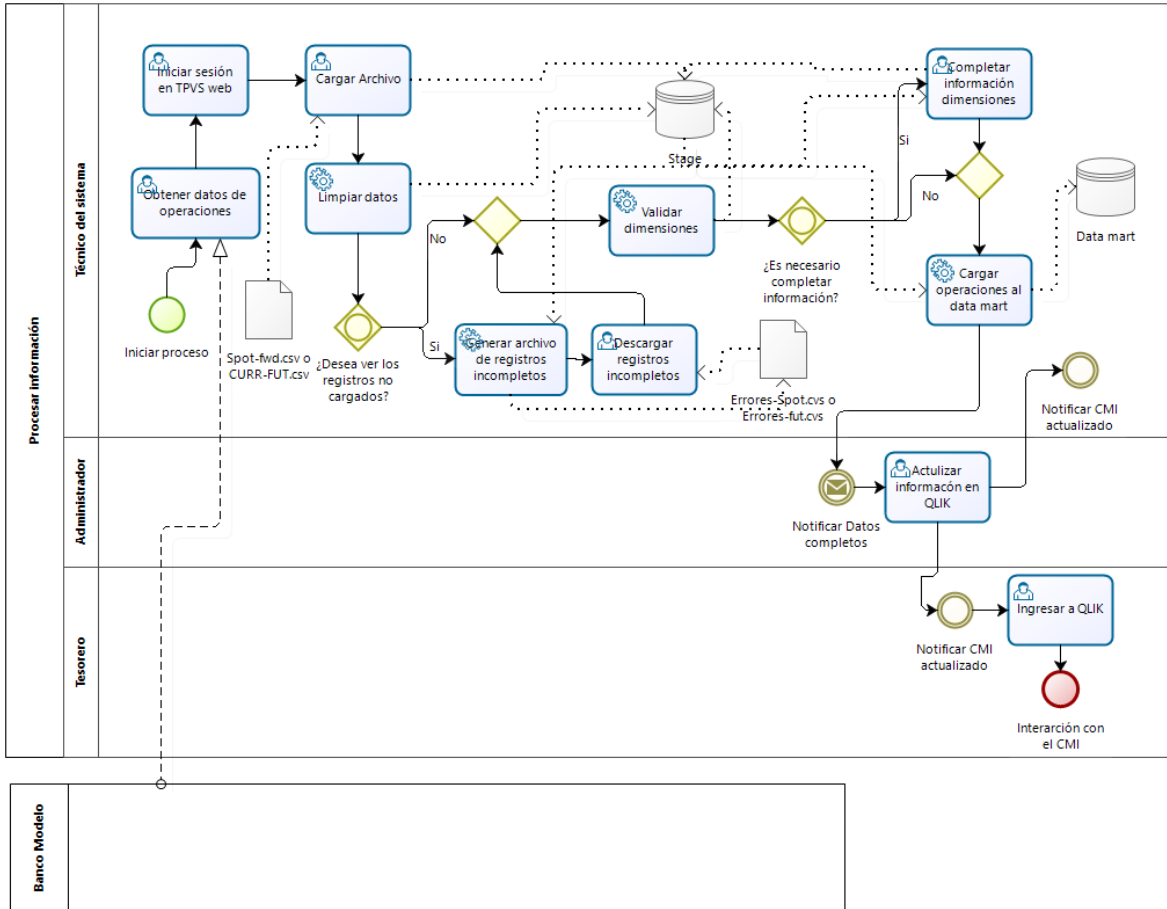 Procesar información
Técnico del sistema
Iniciar sesión
en TPVS web
Cargar Archivo
Completar
información
dimensiones
Stage
Si
Obtener datos de
operaciones
Limpiar datos
No
Validar
dimensiones
No
Data mart
¿Es necesario
completar
información?
Cargar
operaciones al
data mart
Iniciar proceso
Spot-fwd.csv o
CURR-FUT.csv
¿Desea ver los
registros no
cargados?
Si
Generar archivo
de registros
incompletos
Descargar
registros
incompletos
Errores-Spot.cvs o
Errores-fut.cvs
Notificar CMI
actualizado
Administrador
Notificar Datos
completos
Actulizar
informacón en
QLIK
Tesorero
Notificar CMI
actualizado
Ingresar a QLIK
Interarción con
el CMI
Banco Modelo